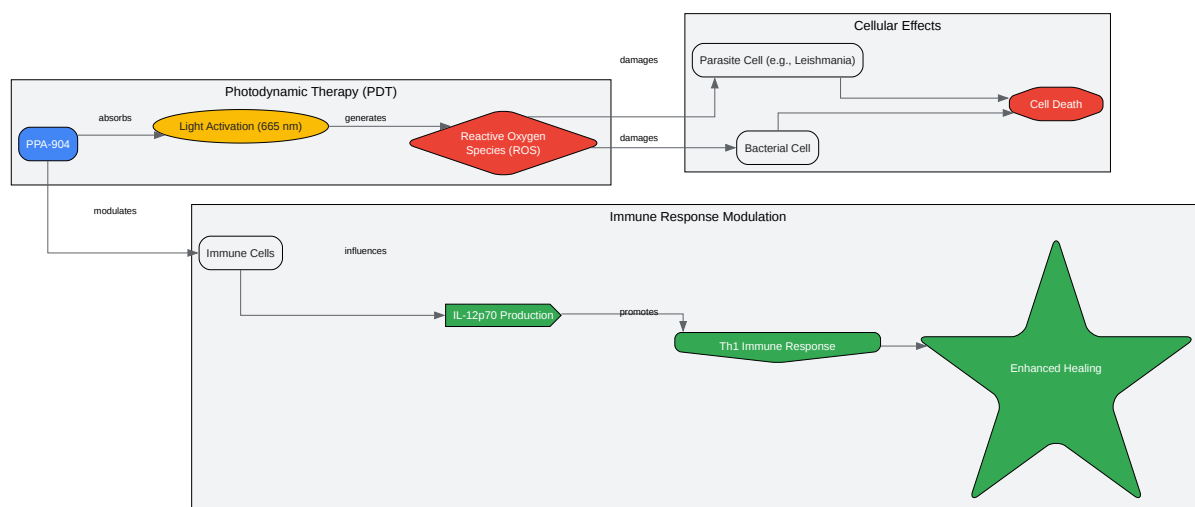 Cellular Effects
damages
Parasite Cell (e.g., Leishmania)
Cell Death
Photodynamic Therapy (PDT)
absorbs
Light Activation (665 nm)
generates
Reactive Oxygen
Species (ROS)
damages
Bacterial Cell
PPA-904
modulates
Immune Response Modulation
Immune Cells
influences
IL-12p70 Production
promotes
Th1 Immune Response
Enhanced Healing